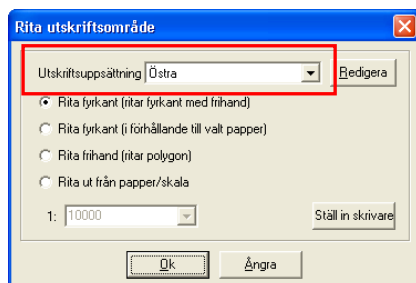 Rita utskriftsområde
Utskriftsuppsättning Östra Redigera
Rita fyrkant (ritar fyrkant med frihand)
Rita fyrkant (i förhållande till valt papper)
Rita frihand (ritar polygon)
Rita ut från papper/skala
1: 10000 Ställ in skrivare
Ok Ångra